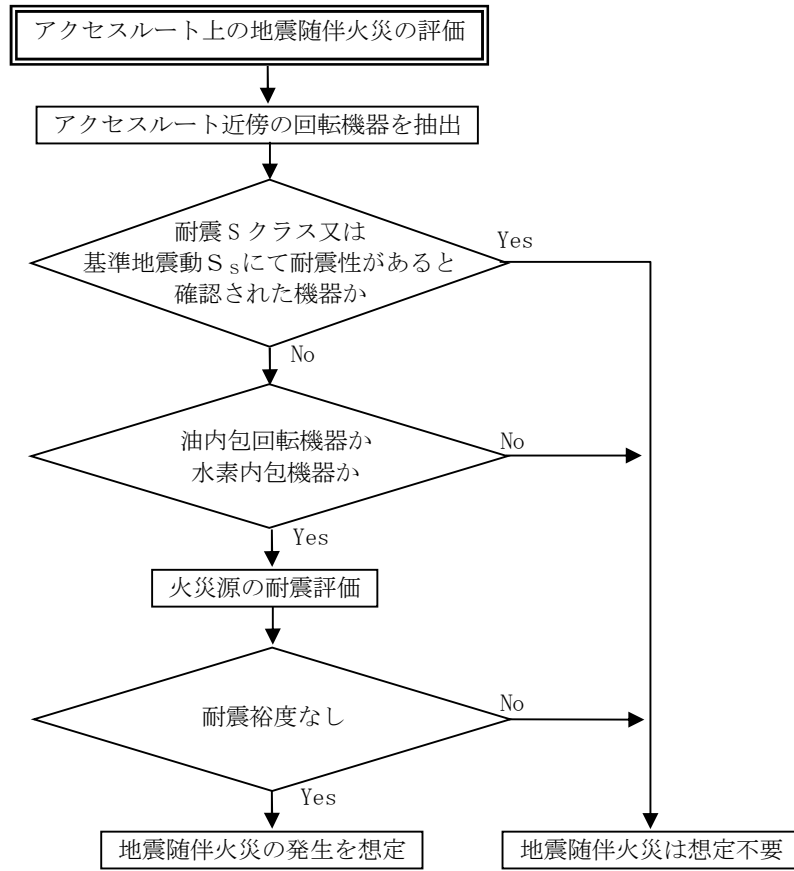 アクセスルート上の地震随伴火災の評価
アクセスルート近傍の回転機器を抽出
耐震Sクラス又は
基準地震動Ｓｓにて耐震性があると
確認された機器か
Yes
No
油内包回転機器か
水素内包機器か
No
Yes
火災源の耐震評価
耐震裕度なし
No
Yes
地震随伴火災の発生を想定
地震随伴火災は想定不要